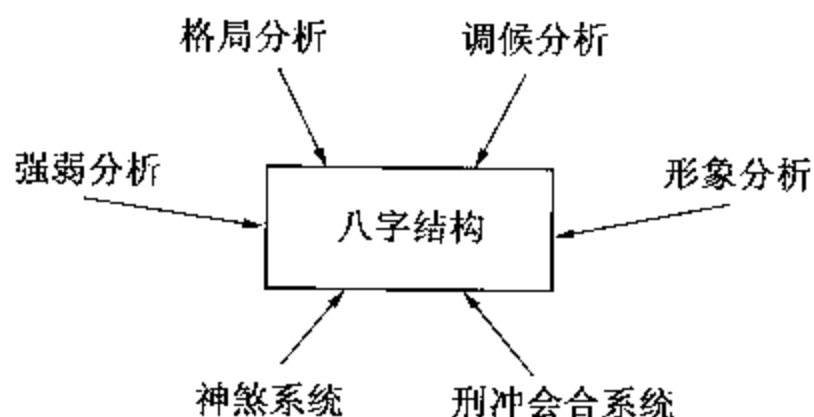 格局分析
调候分析
强弱分析
形象分析
八字结构
神煞系统
刑冲会合系统